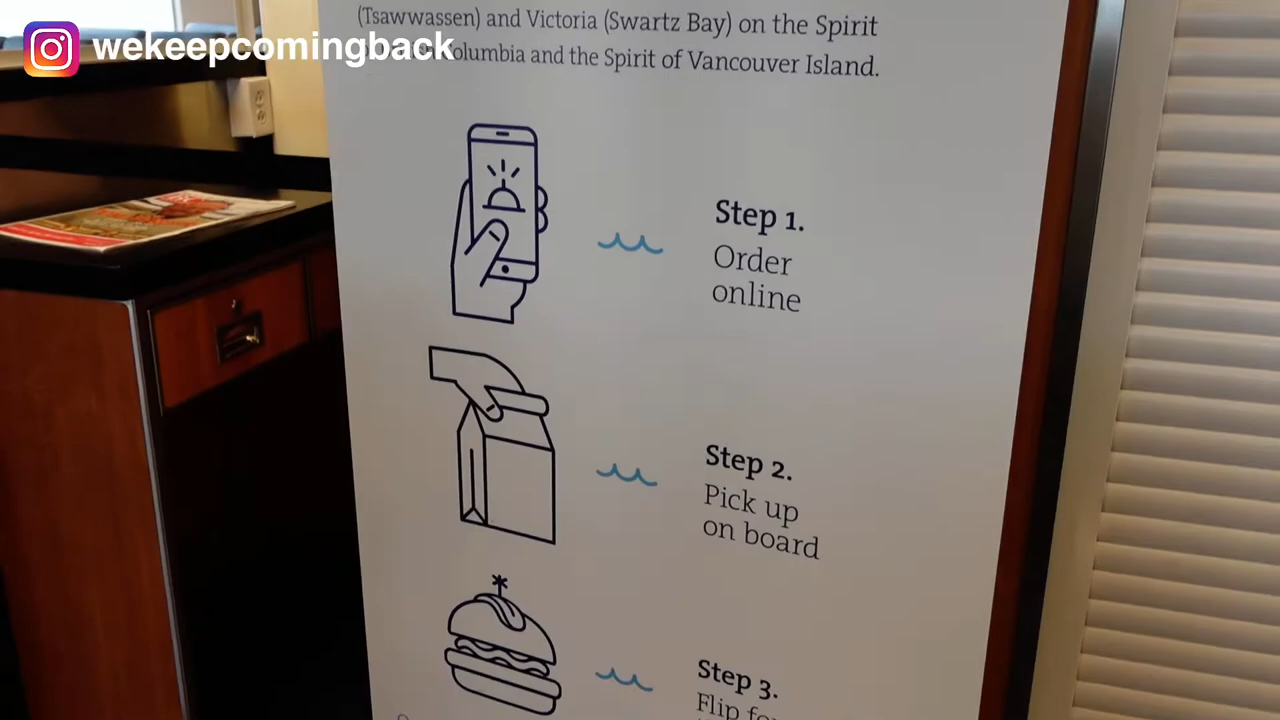 wekeepcomingback
(Tsawwassen) and Victoria (Swartz Bay) on the Spirit
Columbia and the Spirit of Vancouver Island.
Step 1.
Order
online
Step 2.
Pick up
on board
Step 3.
Flip